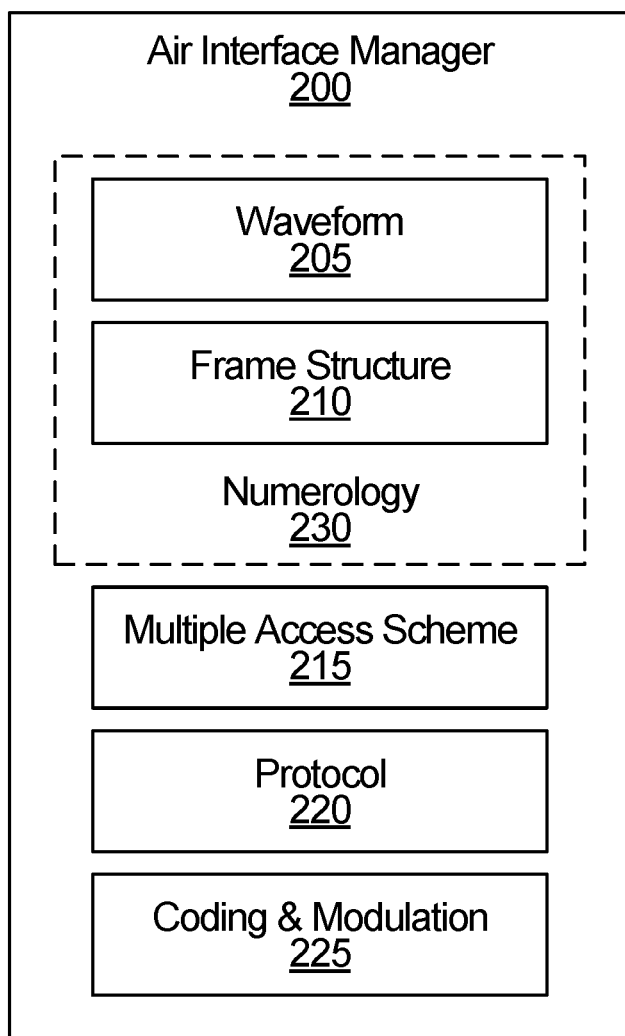 Air Interface Manager
200
Waveform
205
Frame Structure
210
Numerology
230
Multiple Access Scheme
215
Protocol
220
Coding & Modulation
225